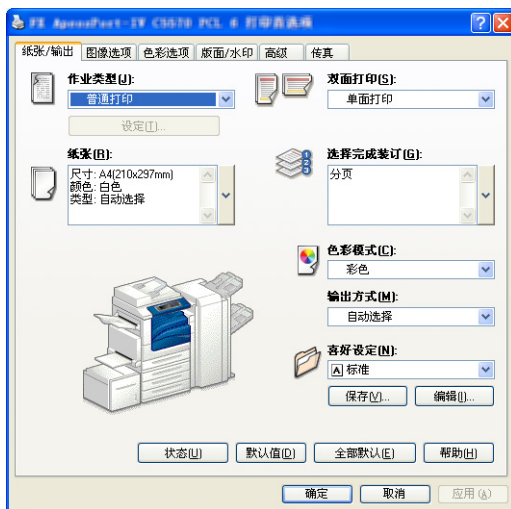 FX ApeosPort-IV C5570 PCL 6 打印首选项
纸张/输出 图像选项 色彩选项 版面/水印 高级 传真
作业类型(J):
普通打印
设定(T)...
双面打印(S):
单面打印
纸张(R):
尺寸: A4(210x297mm)
颜色: 白色
类型: 自动选择
选择完成装订(G):
分页
1
2
3
色彩模式(C):
彩色
输出方式(M):
自动选择
喜好设定(N):
A 标准
保存(V)... 编辑(I)...
状态(U) 默认值(D) 全部默认(E) 帮助(H)
确定 取消 应用(A)